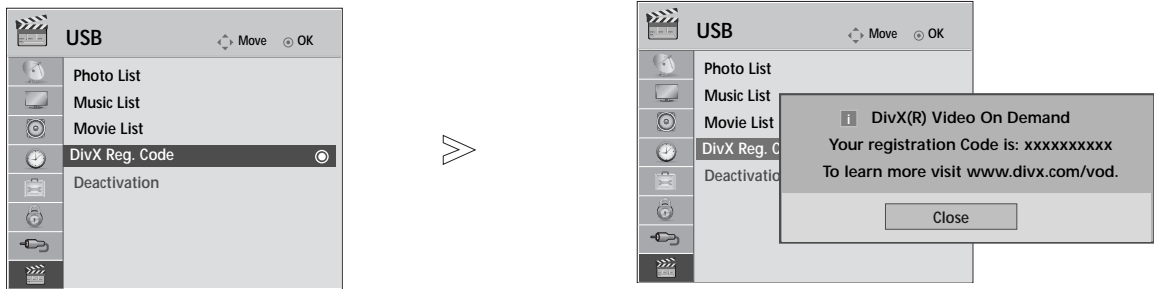 USB Move OK
Photo List
Music List
Movie List
DivX Reg. Code
Deactivation
USB Move OK
Photo List
Music List
Movie List
DivX Reg. C
Deactivatio
i DivX(R) Video On Demand
Your registration Code is: xxxxxxxxxx
To learn more visit www.divx.com/vod.
Close